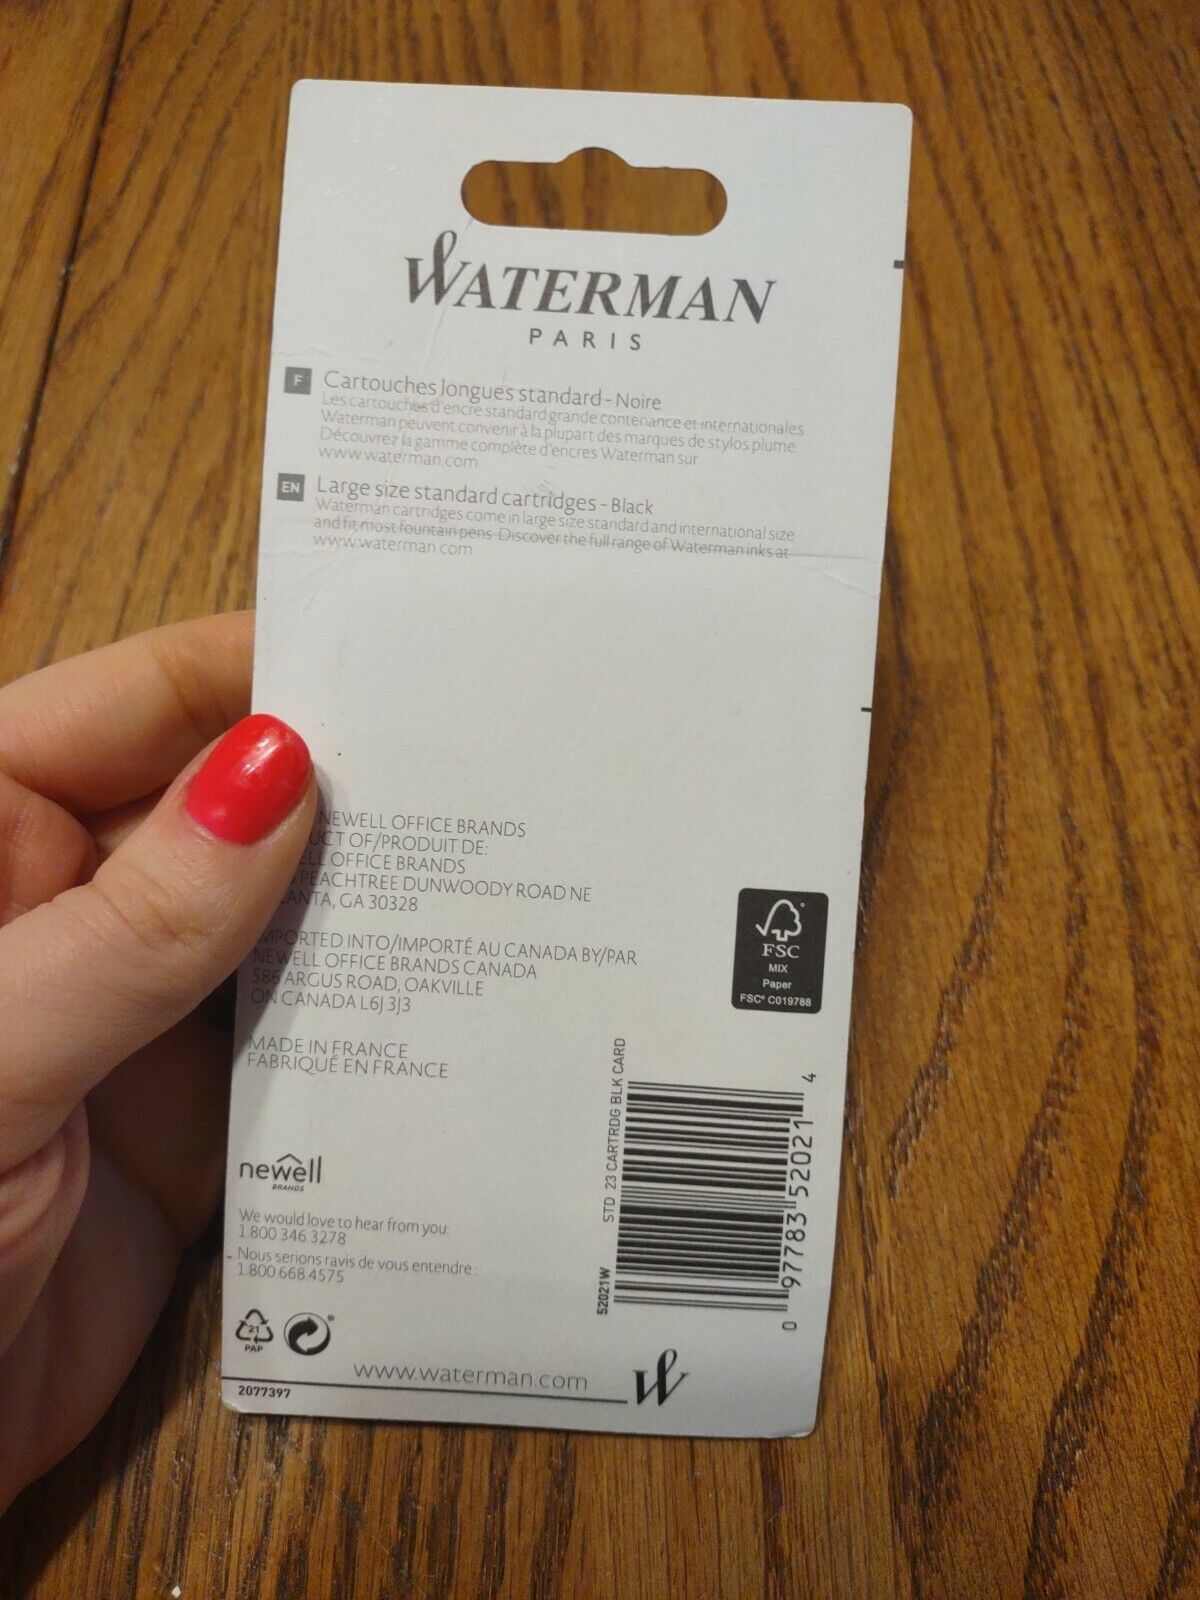 WATERMAN
PARIS
F Cartouches longues standard - Noire
Les cartouches d'encre standard grande contenance et internationales
Waterman peuvent convenir à la plupart des marques de stylos plume
Découvrez la gamme complète d'encres Waterman sur
www.waterman.com
EN Large size standard cartridges - Black
Waterman cartridges come in large size standard and international size
and fit most fountain pens. Discover the full range of Waterman inks at
www.waterman.com
NEWELL OFFICE BRANDS
UCT OF/PRODUIT DE:
ELL OFFICE BRANDS
PEACHTREE DUNWOODY ROAD NE
ANTA, GA 30328
IMPORTED INTO/IMPORTÉ AU CANADA BY/PAR
NEWELL OFFICE BRANDS CANADA
586 ARGUS ROAD, OAKVILLE
ON CANADA L6J 3J3
MADE IN FRANCE
FABRIQUÉ EN FRANCE
FSC
MIX
Paper
FSC® C019788
STD 23 CARTRDG BLK CARD
52021W
0 97783 52021 4
newell
BRANDS
We would love to hear from you:
1.800 346.3278
Nous serions ravis de vous entendre :
1.800.668.4575
21
PAP
www.waterman.com
W
2077397